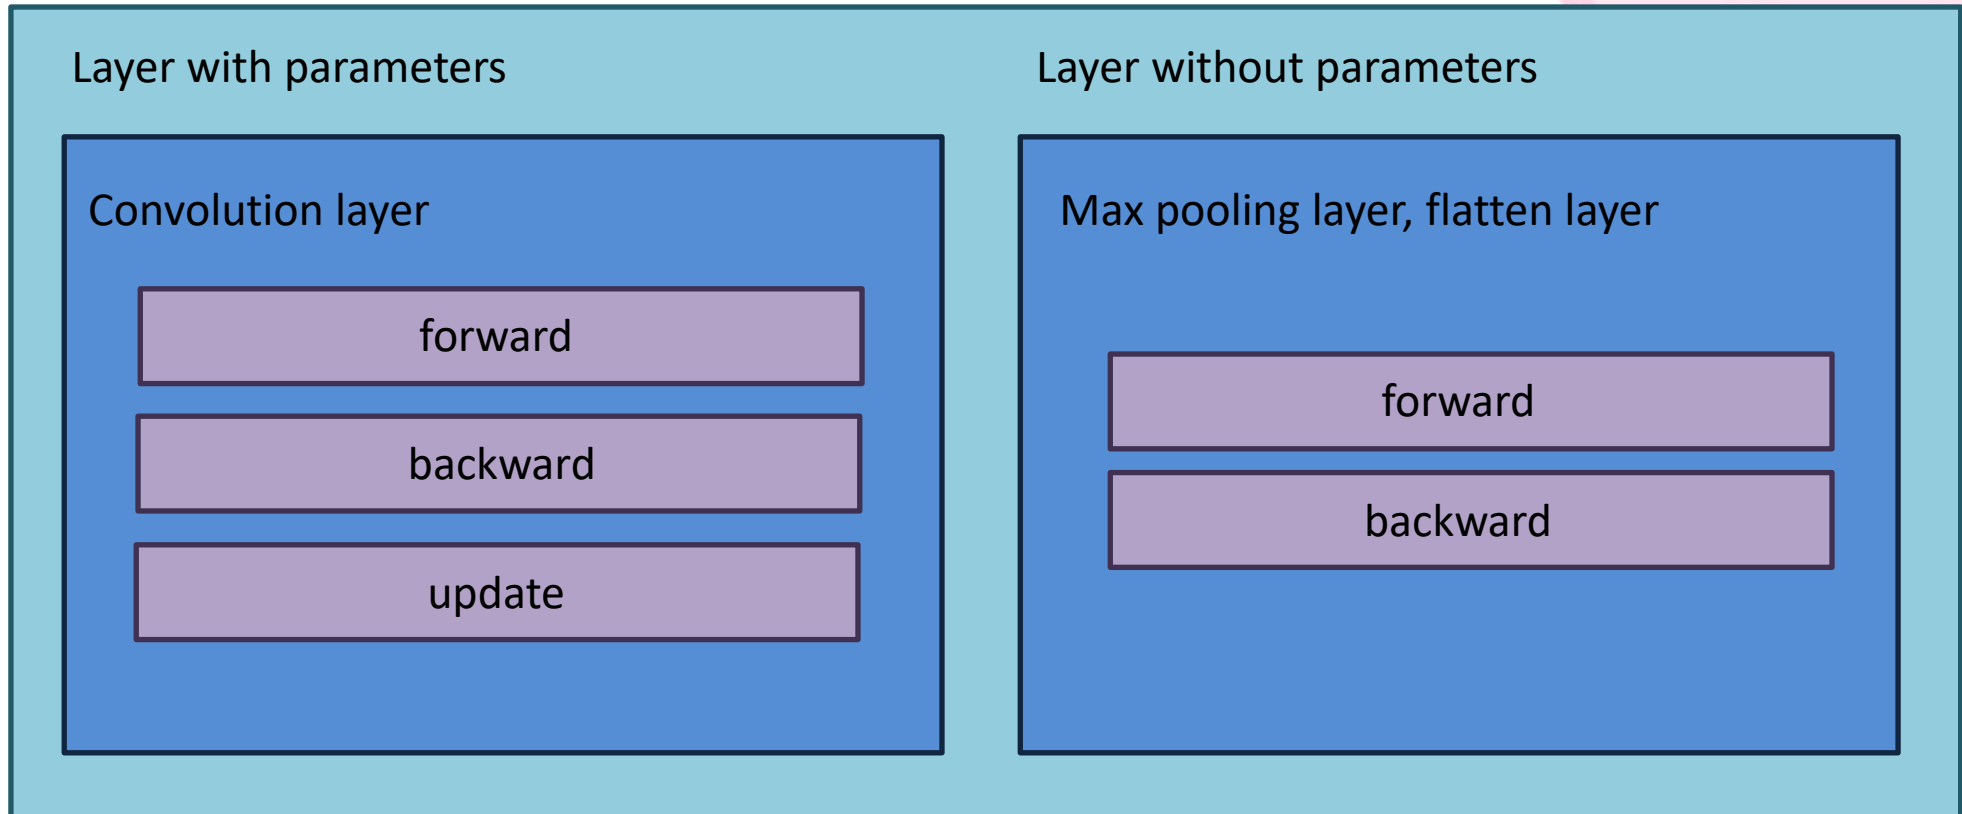 Layer with parameters
Convolution layer
forward
backward
update
Layer without parameters
Max pooling layer, flatten layer
forward
backward